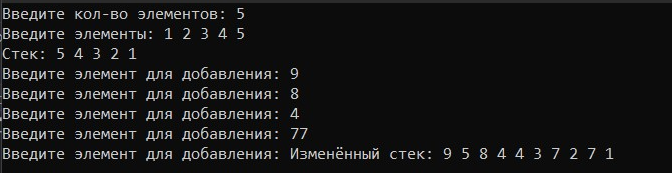 Введите кол-во элементов: 5
Введите элементы: 1 2 3 4 5
Стек: 5 4 3 2 1
Введите элемент для добавления: 9
Введите элемент для добавления: 8
Введите элемент для добавления: 4
Введите элемент для добавления: 77
Введите элемент для добавления: Изменённый стек: 9 5 8 4 4 3 7 2 7 1